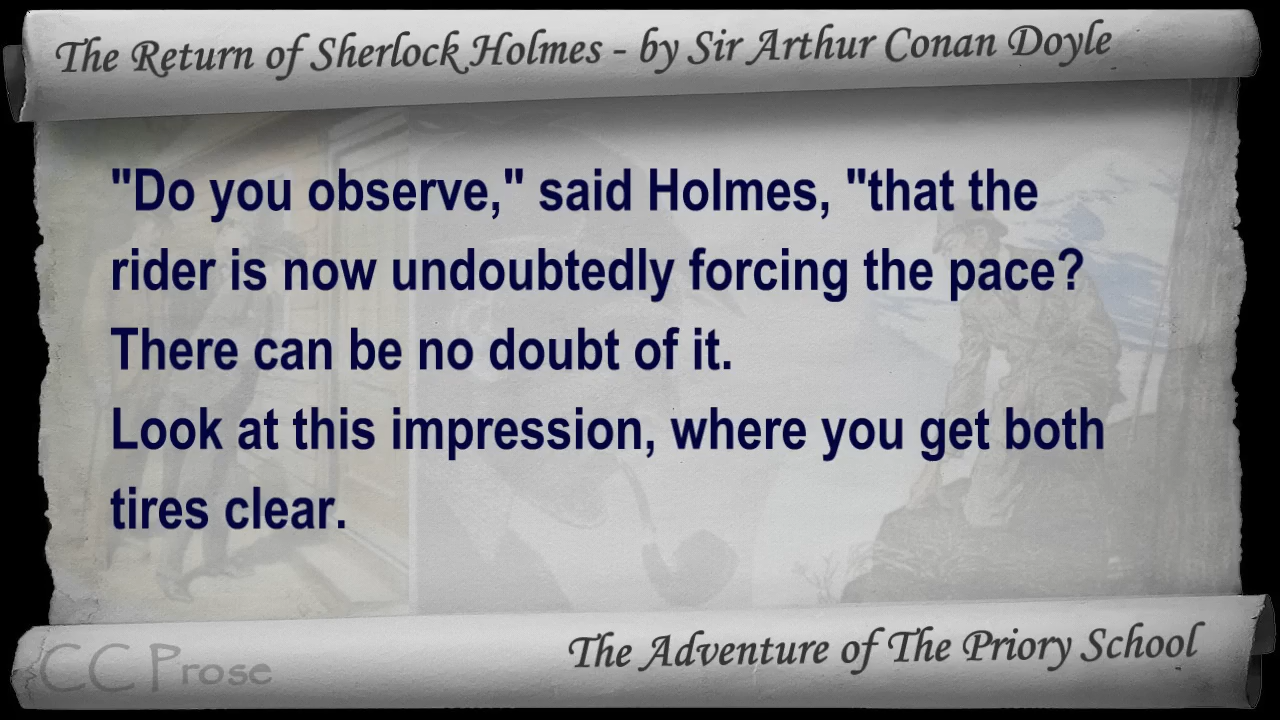 The Return of Sherlock Holmes - by Sir Arthur Conan Doyle
"Do you observe," said Holmes, "that the
rider is now undoubtedly forcing the pace?
There can be no doubt of it.
Look at this impression, where you get both
tires clear.
CC Prose
The Adventure of The Priory School